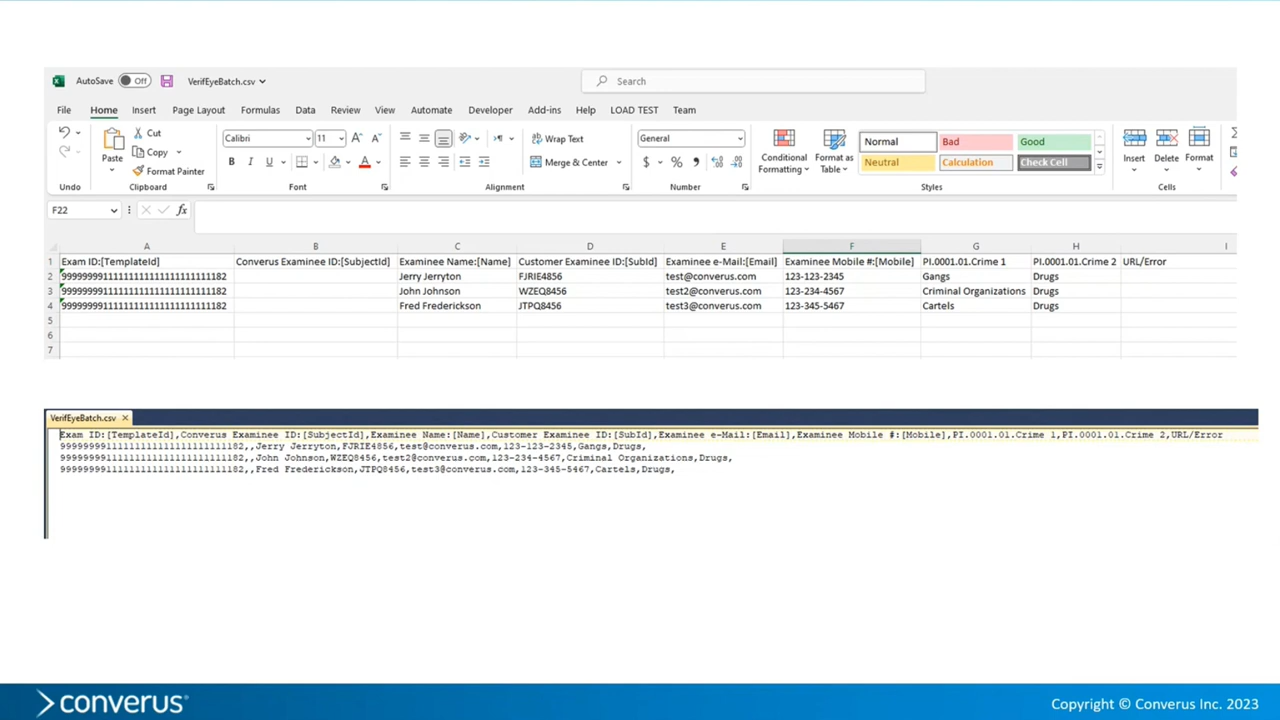 AutoSave Off VerifEyeBatch.csv Search
File Home Insert Page Layout Formulas Data Review View Automate Developer Add-ins Help LOAD TEST Team
Cut Calibri 11 Wrap Text General Normal Bad Good
Paste Copy Conditional Formatting Format as Table Insert Delete Format
Format Painter B I U A Merge & Center $ % Neutral Calculation Check Cell
Undo Clipboard Font Alignment Number Styles Cells
F22 fx
A B C D E F G H I
1 Exam ID:[TemplateId] Converus Examinee ID:[SubjectId] Examinee Name:[Name] Customer Examinee ID:[SubId] Examinee e-Mail:[Email] Examinee Mobile #:[Mobile] PI.0001.01.Crime 1 PI.0001.01.Crime 2 URL/Error
2 Jerry Jerryton FJRIE4856 test@converus.com 123-123-2345 Gangs Drugs
3 John Johnson WZEQ8456 test2@converus.com 123-234-4567 Criminal Organizations Drugs
4 Fred Frederickson JTPQ8456 test3@converus.com 123-345-5467 Cartels Drugs
5
6
7
VerifEyeBatch.csv
Exam ID:[TemplateId],Converus Examinee ID:[SubjectId],Examinee Name:[Name],Customer Examinee ID:[SubId],Examinee e-Mail:[Email],Examinee Mobile #:[Mobile],PI.0001.01.Crime 1,PI.0001.01.Crime 2,URL/Error
,,Jerry Jerryton,FJRIE4856,test@converus.com,123-123-2345,Gangs,Drugs,
,,John Johnson,WZEQ8456,test2@converus.com,123-234-4567,Criminal Organizations,Drugs,
,,Fred Frederickson,JTPQ8456,test3@converus.com,123-345-5467,Cartels,Drugs,
converus®
Copyright © Converus Inc. 2023